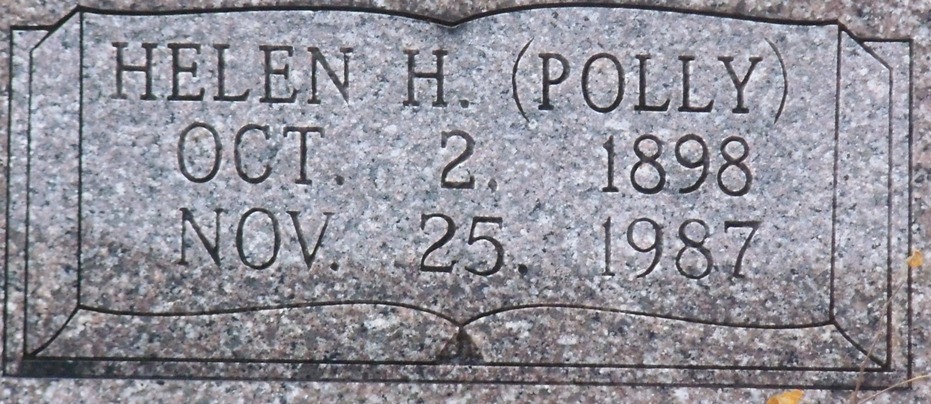 HELEN H. (POLLY)
OCT. 2. 1898
NOV. 25. 1987